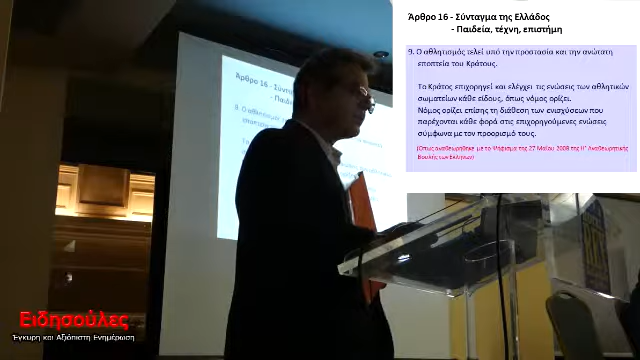 Άρθρο 16 - Σύνταγμα της Ελλάδος
- Παιδεία, τέχνη, επιστήμη
9. Ο αθλητισμός τελεί υπό την προστασία και την ανώτατη
εποπτεία του Κράτους.
Το Κράτος επιχορηγεί και ελέγχει τις ενώσεις των αθλητικών
σωματείων κάθε είδους, όπως νόμος ορίζει.
Νόμος ορίζει επίσης τη διάθεση των ενισχύσεων που
παρέχονται κάθε φορά στις επιχορηγούμενες ενώσεις
σύμφωνα με τον προορισμό τους.
(Όπως αναθεωρήθηκε με το Ψήφισμα της 27 Μαΐου 2008 της Η' Αναθεωρητικής
Βουλής των Ελλήνων)
Άρθρο 16 - Σύντα
- Παιδε
9. Ο αθλητισμός
Ειδησούλες
Έγκυρη και Αξιόπιστη Ενημέρωση